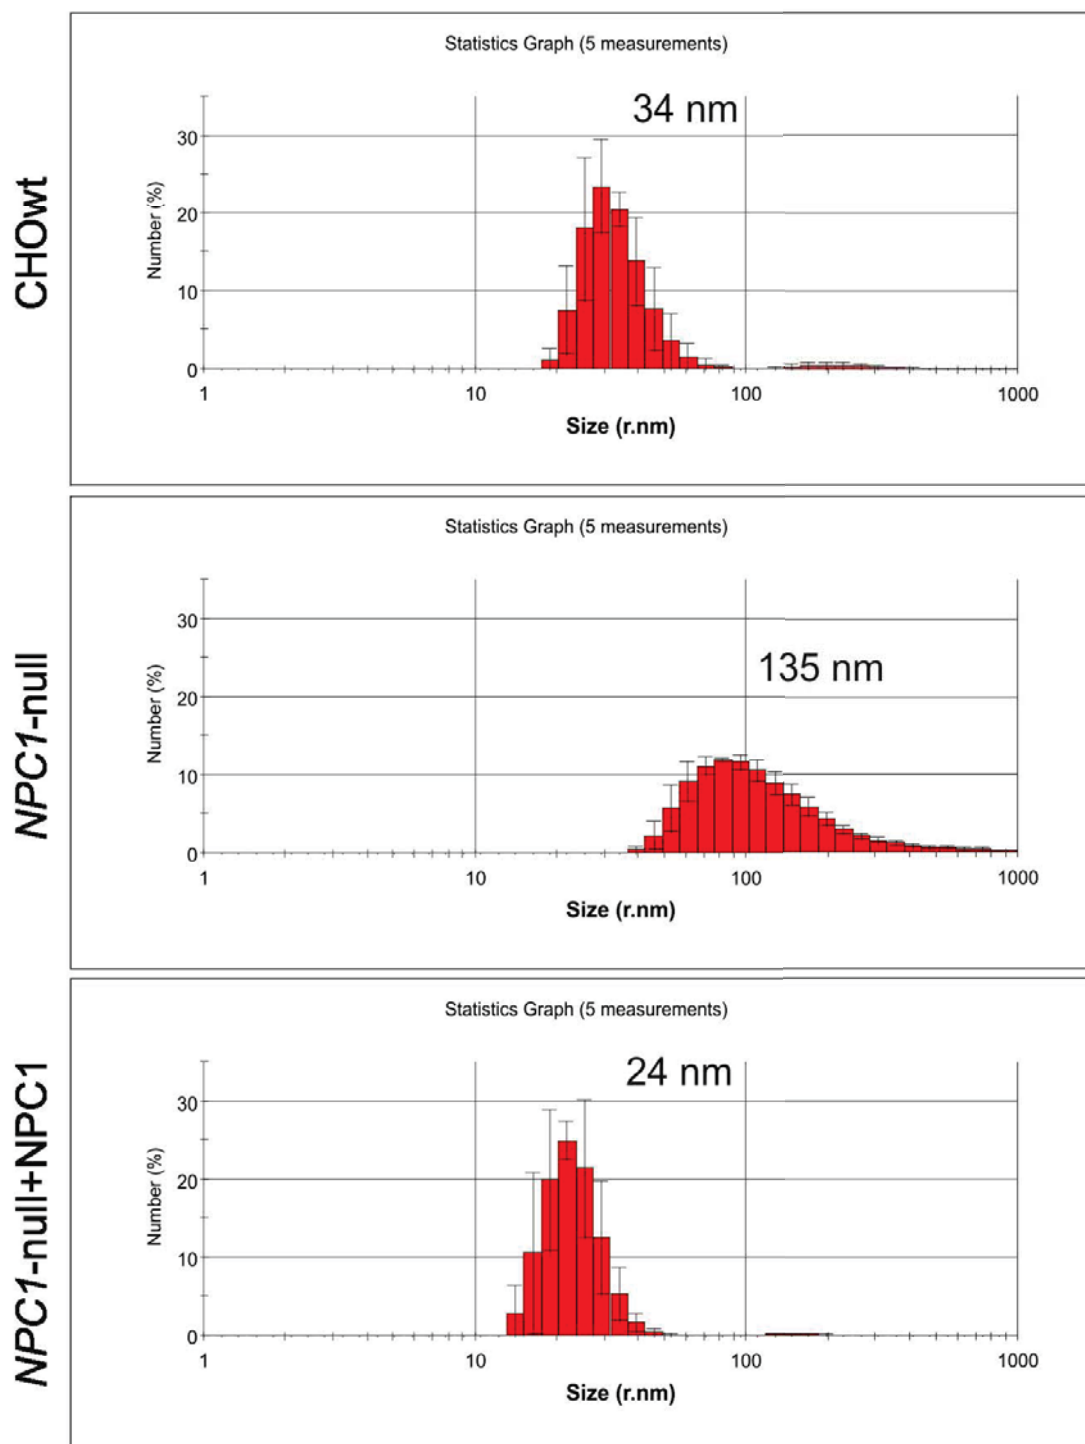 CHOwt
Statistics Graph (5 measurements)
34 nm
Number (%)
30
20
10
0
1 10 100 1000
Size (r.nm)
NPC1-null
Statistics Graph (5 measurements)
135 nm
Number (%)
30
20
10
0
1 10 100 1000
Size (r.nm)
NPC1-null+NPC1
Statistics Graph (5 measurements)
24 nm
Number (%)
30
20
10
0
1 10 100 1000
Size (r.nm)